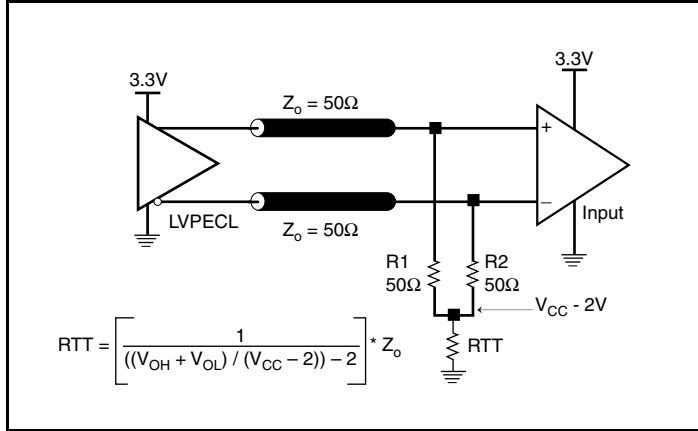 3.3V
3.3V
Zo = 50Ω
+
−
LVPECL
Input
Zo = 50Ω
R1
50Ω
R2
50Ω
VCC - 2V
RTT = [1 / ((VOH + VOL) / (VCC – 2)) – 2] * Zo
RTT